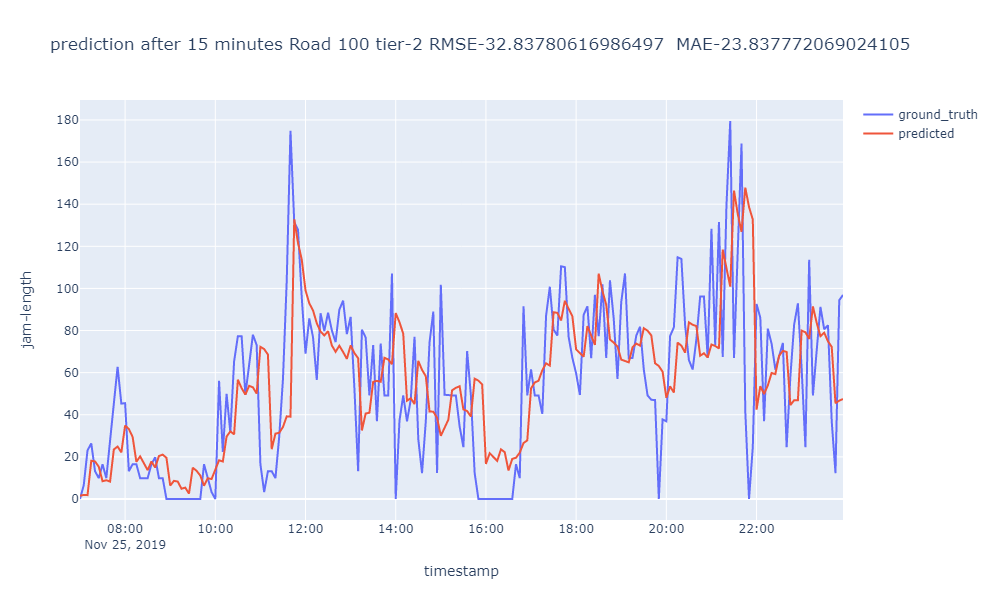 prediction after 15 minutes Road 100 tier-2 RMSE-32.83780616986497  MAE-23.837772069024105
ground_truth
predicted
180
160
140
120
100
80
60
40
20
0
jam-length
08:00 10:00 12:00 14:00 16:00 18:00 20:00 22:00
Nov 25, 2019
timestamp